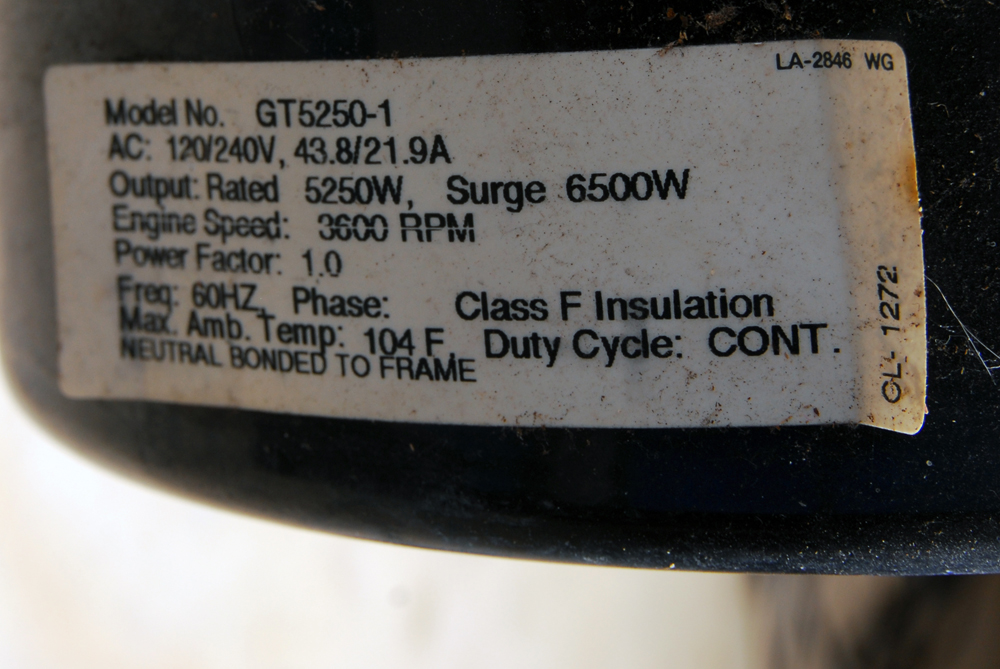 LA-2846 WG
Model No. GT5250-1
AC: 120/240V, 43.8/21.9A
Output: Rated 5250W, Surge 6500W
Engine Speed: 3600 RPM
Power Factor: 1.0
Freq: 60HZ Phase: Class F Insulation
Max. Amb. Temp: 104 F Duty Cycle: CONT.
NEUTRAL BONDED TO FRAME
1272